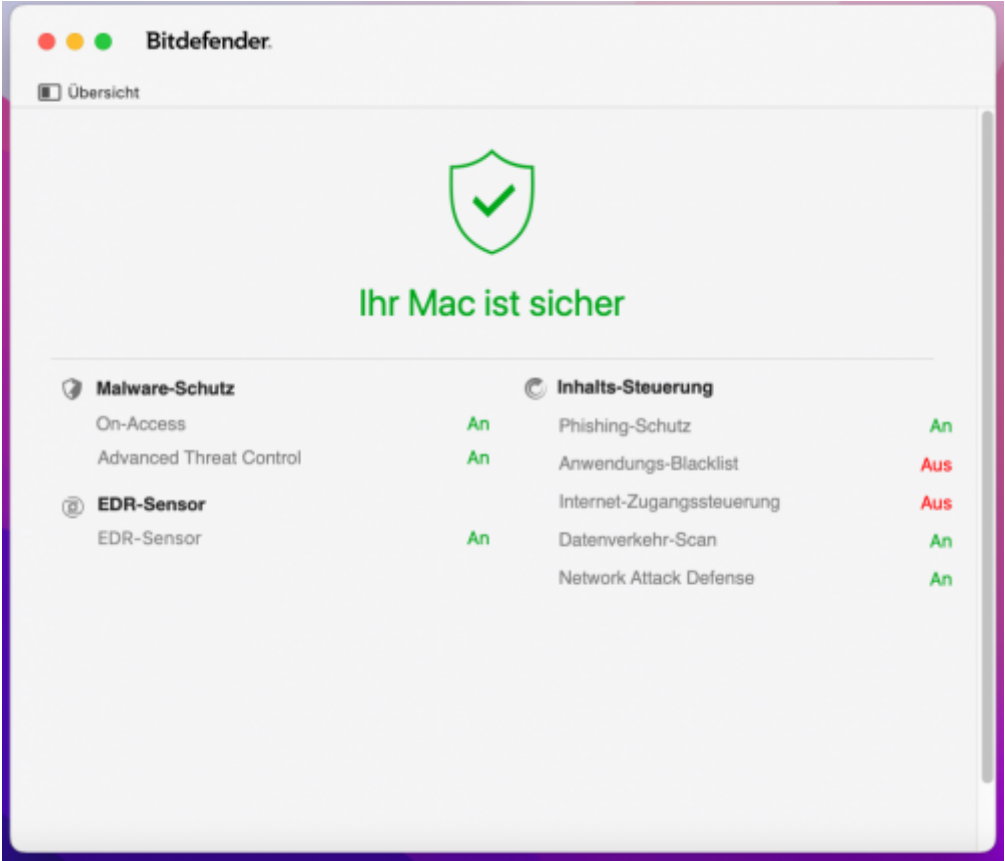 Bitdefender.
Übersicht
Ihr Mac ist sicher
Malware-Schutz
On-Access An
Advanced Threat Control An
EDR-Sensor
EDR-Sensor An
Inhalts-Steuerung
Phishing-Schutz An
Anwendungs-Blacklist Aus
Internet-Zugangssteuerung Aus
Datenverkehr-Scan An
Network Attack Defense An